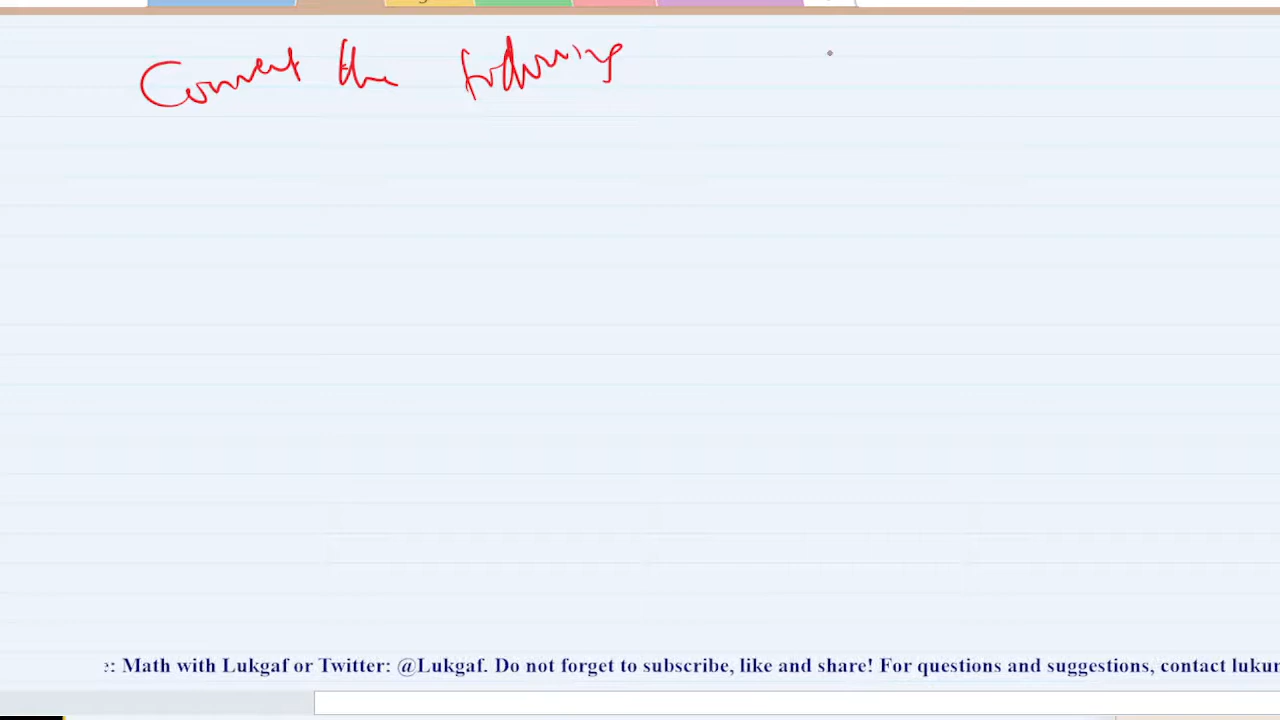 Convert the following
: Math with Lukgaf or Twitter: @Lukgaf. Do not forget to subscribe, like and share! For questions and suggestions, contact